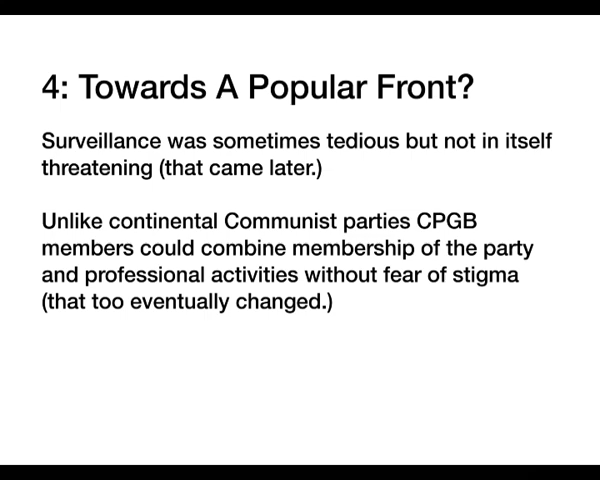 4: Towards A Popular Front?
Surveillance was sometimes tedious but not in itself
threatening (that came later.)
Unlike continental Communist parties CPGB
members could combine membership of the party
and professional activities without fear of stigma
(that too eventually changed.)